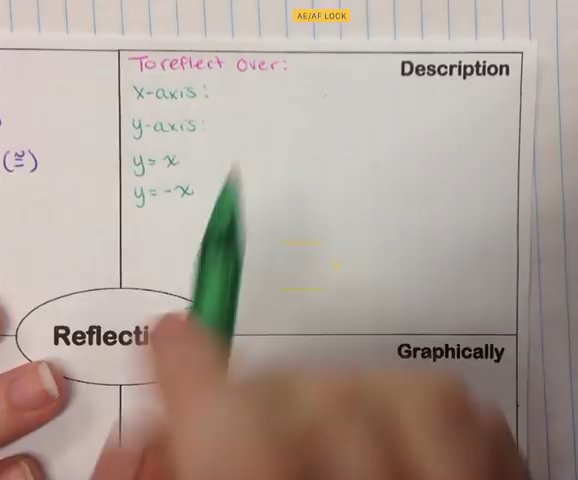 AE/AF LOCK
To reflect over:
Description
x-axis:
y-axis:
(≅)
y=x
y=-x
Reflecti
Graphically